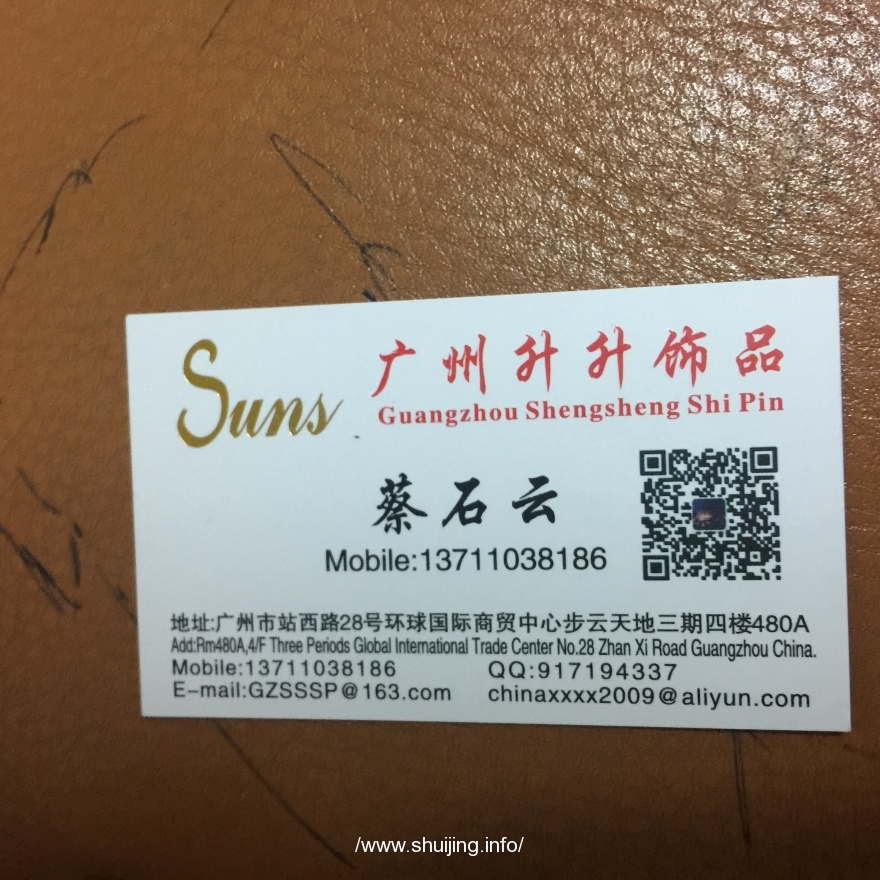 Suns
广州升升饰品
Guangzhou Shengsheng Shi Pin
蔡石云
Mobile:13711038186
地址:广州市站西路28号环球国际商贸中心步云天地三期四楼480A
Add:Rm480A,4/F Three Periods Global International Trade Center No.28 Zhan Xi Road Guangzhou China.
Mobile:13711038186 QQ:917194337
E-mail:GZSSSP@163.com chinaxxxx2009@aliyun.com
/www.shuijing.info/